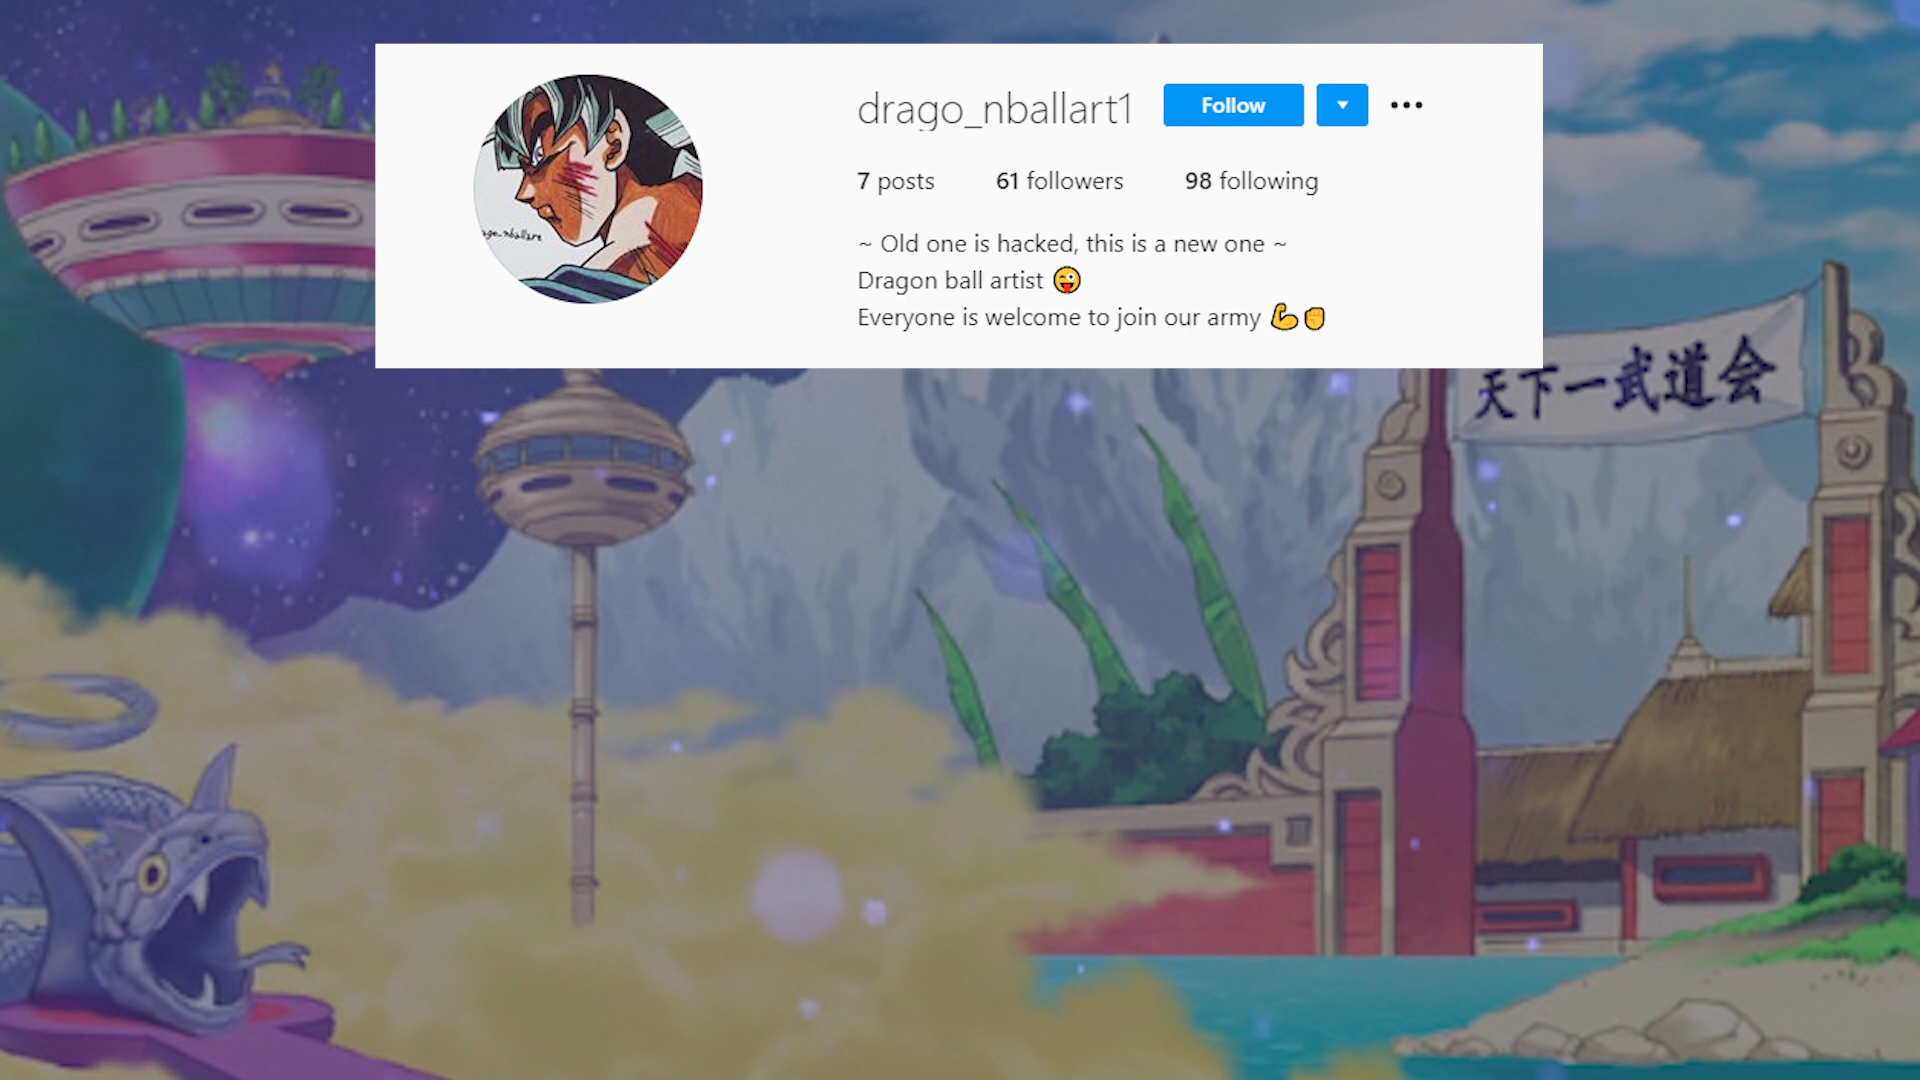 drago_nballart1 Follow
7 posts 61 followers 98 following
~ Old one is hacked, this is a new one ~
Dragon ball artist 😜
Everyone is welcome to join our army 💪✊
天下一武道会